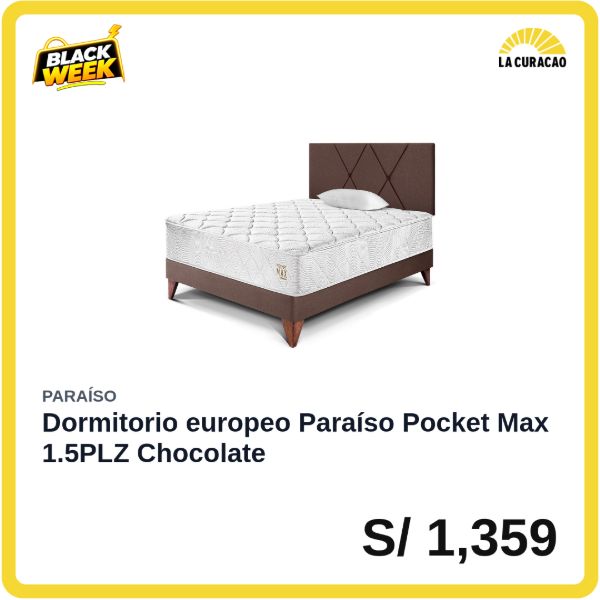 BLACK
WEEK
LA CURACAO
PARAÍSO
Dormitorio europeo Paraíso Pocket Max
1.5PLZ Chocolate
S/ 1,359